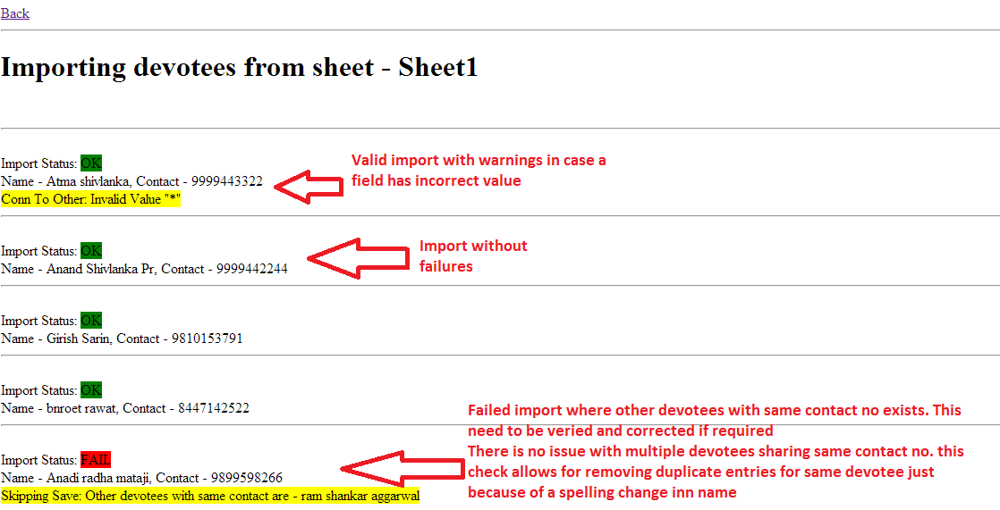 Back
Importing devotees from sheet - Sheet1
Import Status: OK
Name - Atma shivlanka, Contact - 9999443322
Conn To Other: Invalid Value "*"
Valid import with warnings in case a
field has incorrect value
Import Status: OK
Name - Anand Shivlanka Pr, Contact - 9999442244
Import without
failures
Import Status: OK
Name - Girish Sarin, Contact - 9810153791
Import Status: OK
Name - bnroet rawat, Contact - 8447142522
Import Status: FAIL
Name - Anadi radha mataji, Contact - 9899598266
Skipping Save: Other devotees with same contact are - ram shankar aggarwal
Failed import where other devotees with same contact no exists. This
need to be veried and corrected if required
There is no issue with multiple devotees sharing same contact no. this
check allows for removing duplicate entries for same devotee just
because of a spelling change inn name